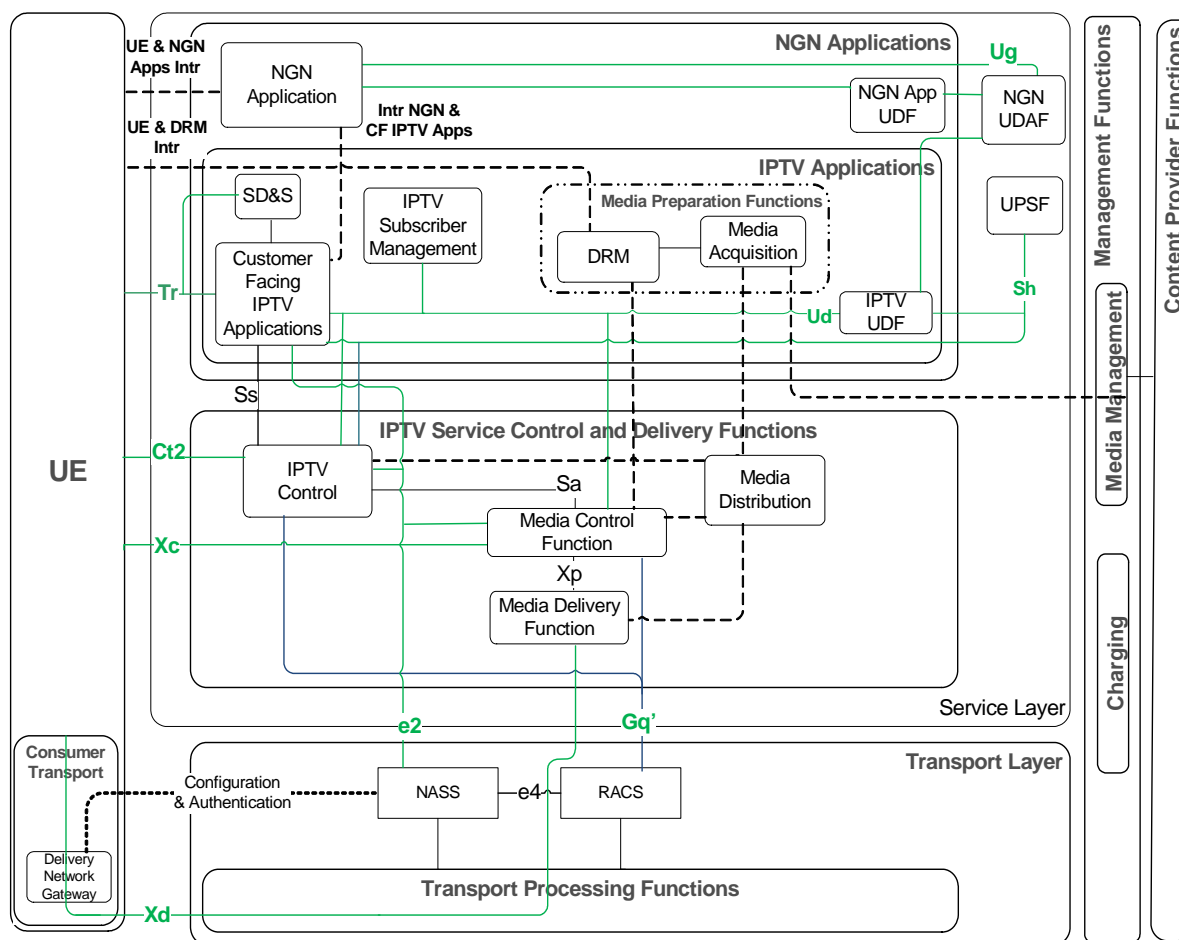 UE & NGN
Apps Intr
NGN
Application
NGN Applications
Ug
NGN App
UDF
NGN
UDAF
UE & DRM
Intr
Intr NGN &
CF IPTV Apps
IPTV Applications
SD&S
IPTV
Subscriber
Management
Media Preparation Functions
DRM
Media
Acquisition
UPSF
Customer
Facing
IPTV
Applications
Tr
Ud
IPTV
UDF
Sh
Ss
IPTV Service Control and Delivery Functions
UE
Ct2
IPTV
Control
Sa
Media
Distribution
Xc
Media Control
Function
Xp
Media Delivery
Function
Service Layer
e2
Gq’
Consumer
Transport
Configuration
& Authentication
NASS
e4
RACS
Transport Layer
Delivery
Network
Gateway
Xd
Transport Processing Functions
Management Functions
Media Management
Charging
Content Provider Functions